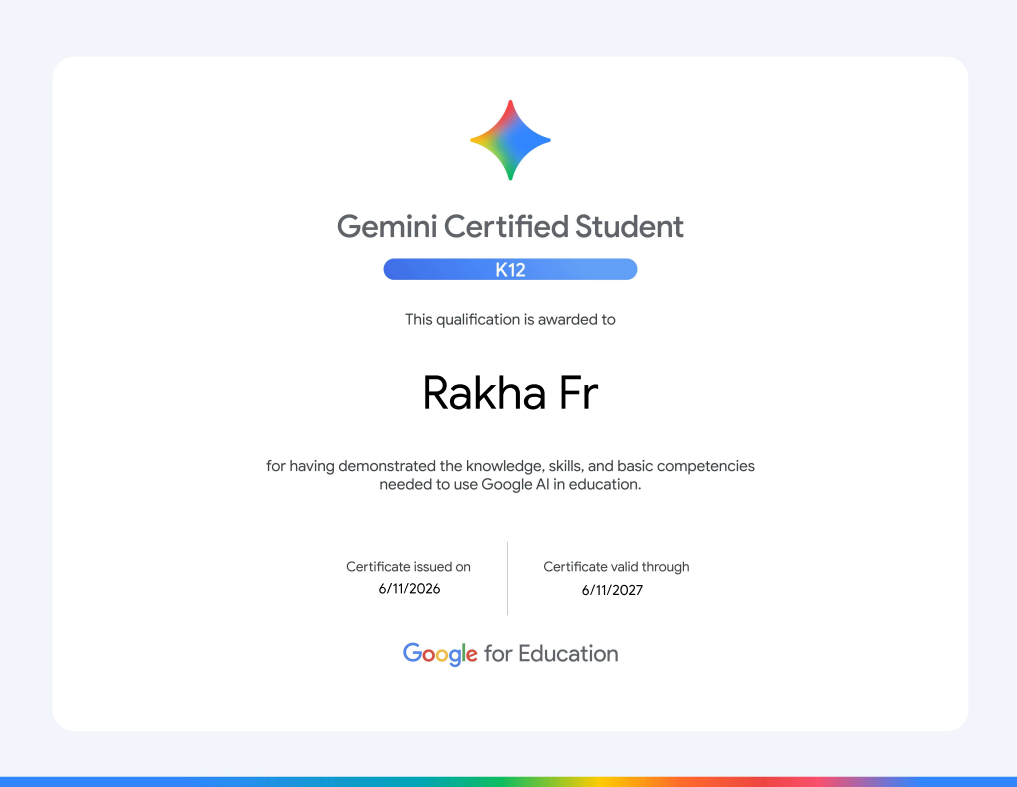 Gemini Certified Student
K12
This qualification is awarded to
Rakha Fr
for having demonstrated the knowledge, skills, and basic competencies
needed to use Google AI in education.
Certificate issued on
6/11/2026
Certificate valid through
6/11/2027
Google for Education